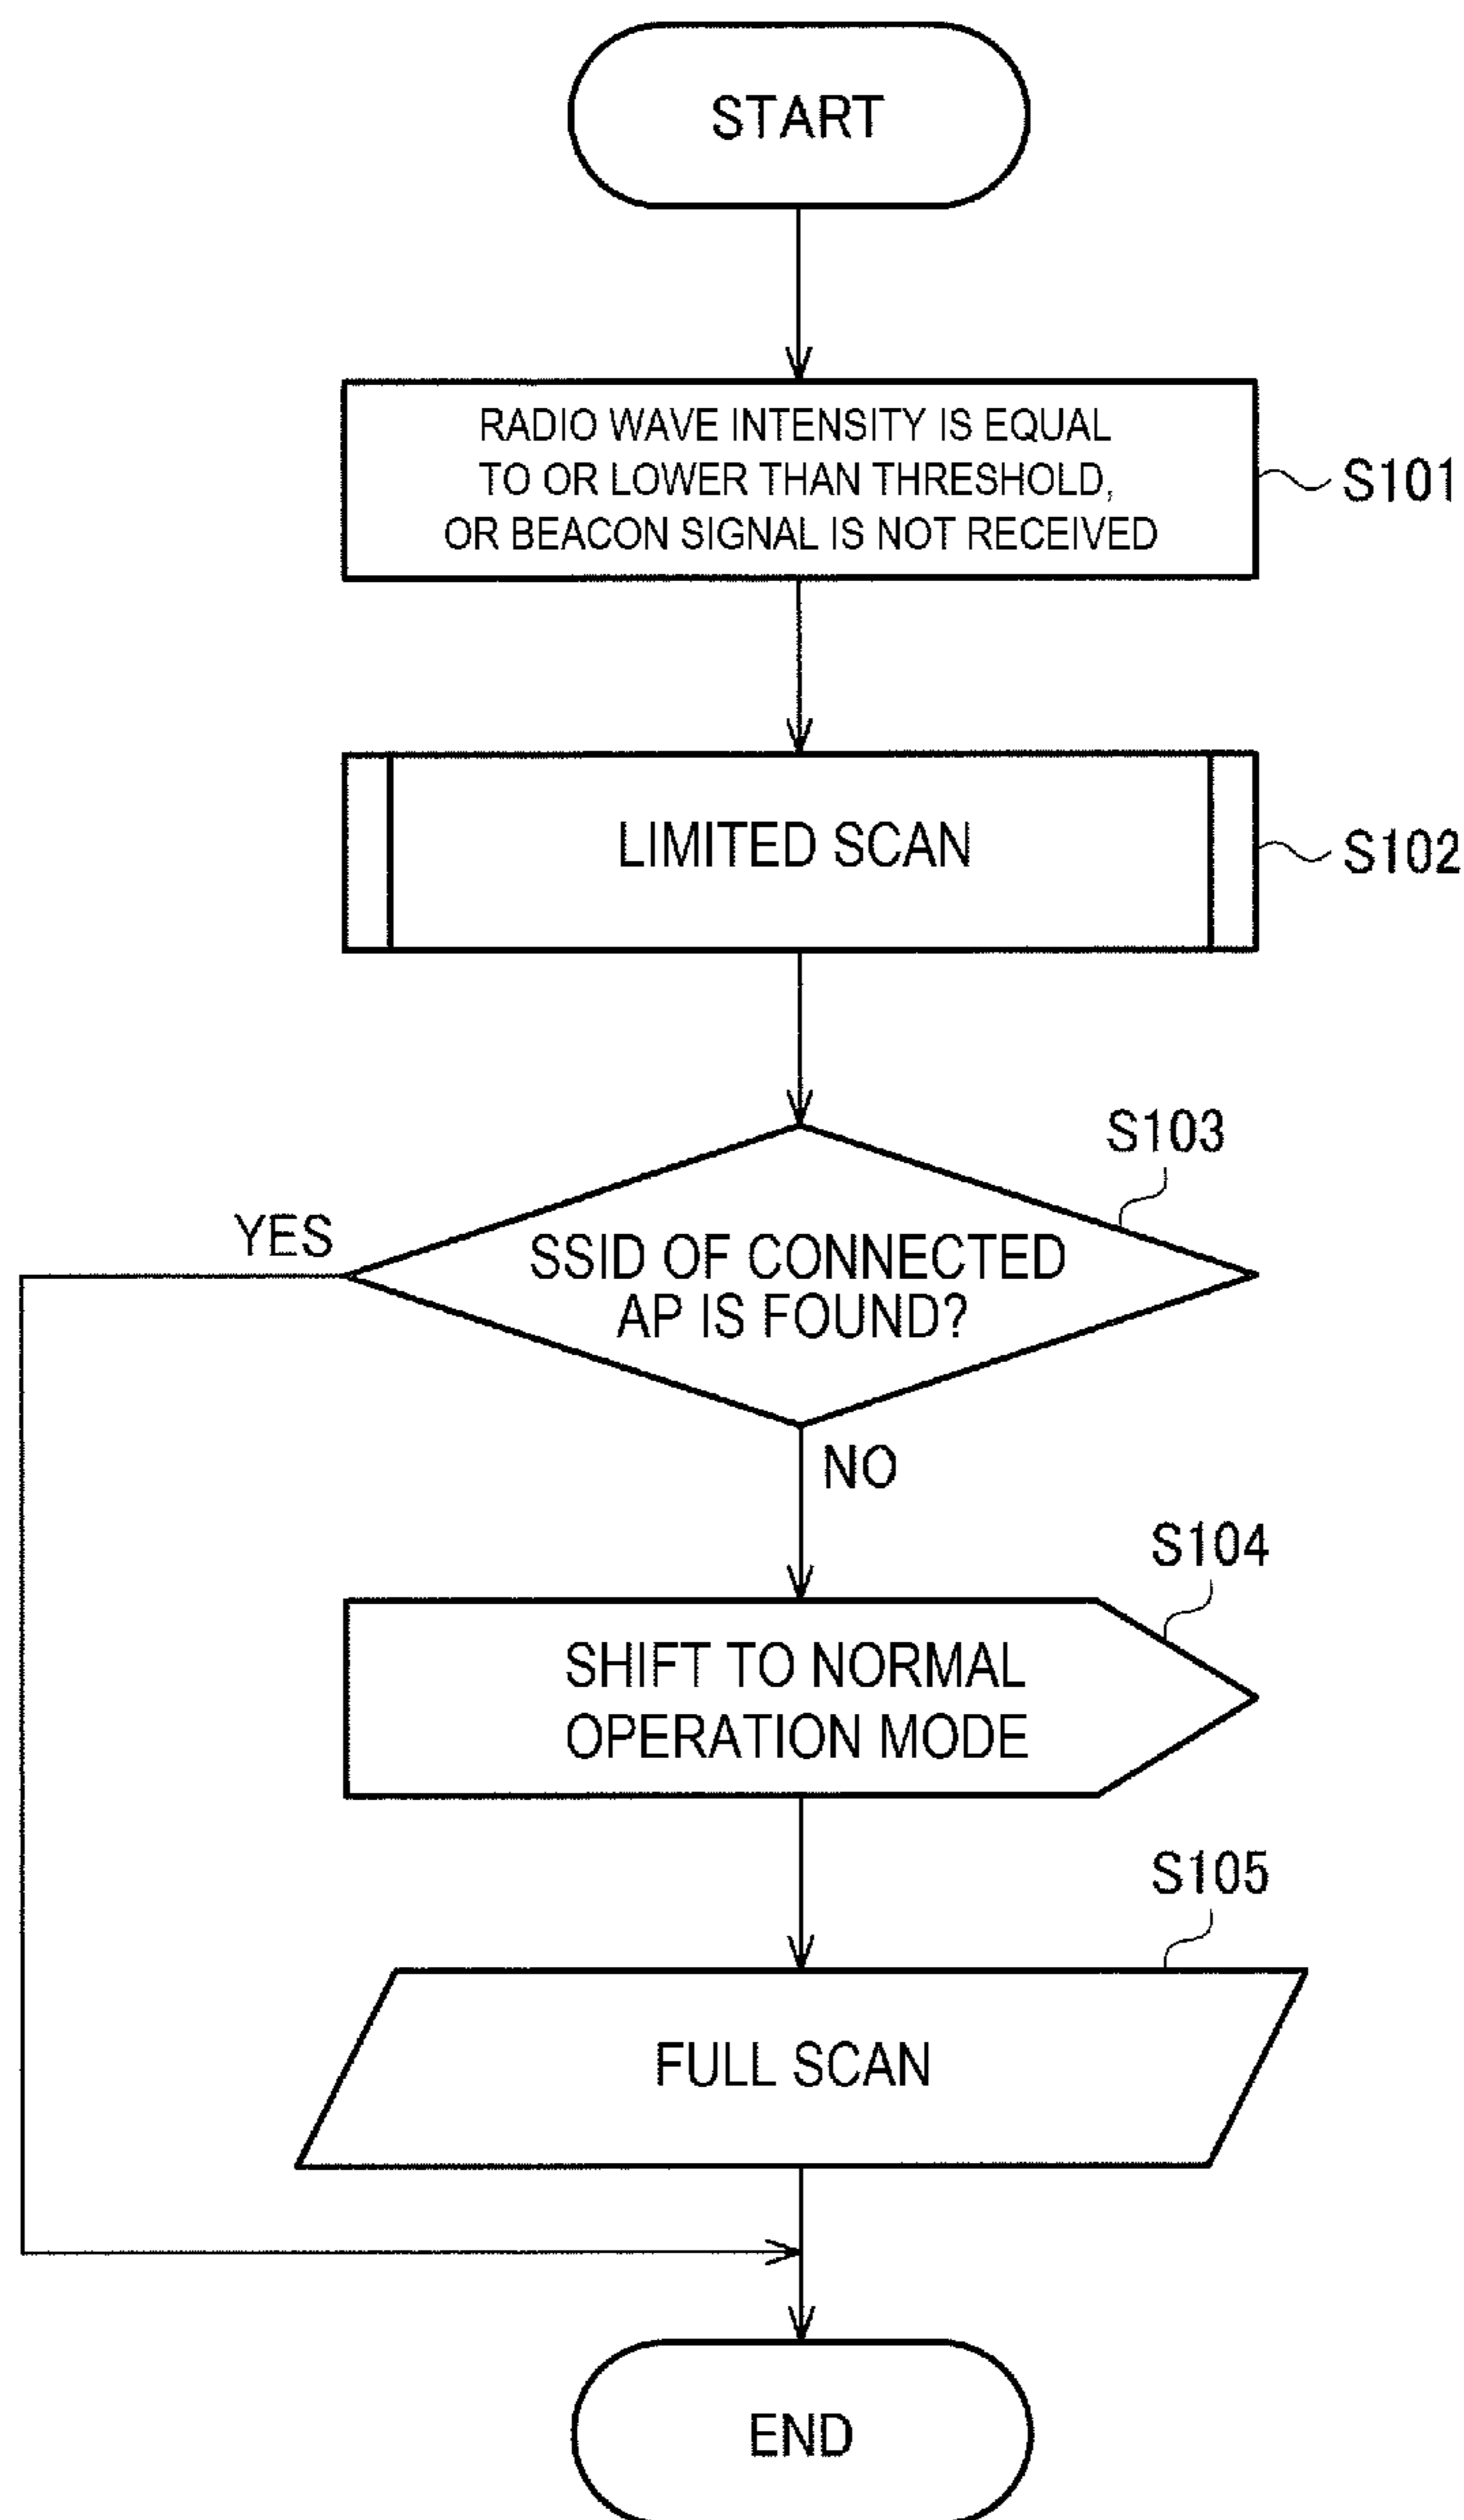 START
RADIO WAVE INTENSITY IS EQUAL
TO OR LOWER THAN THRESHOLD,
OR BEACON SIGNAL IS NOT RECEIVED
S101
LIMITED SCAN
S102
S103
YES
SSID OF CONNECTED
AP IS FOUND?
NO
S104
SHIFT TO NORMAL
OPERATION MODE
S105
FULL SCAN
END